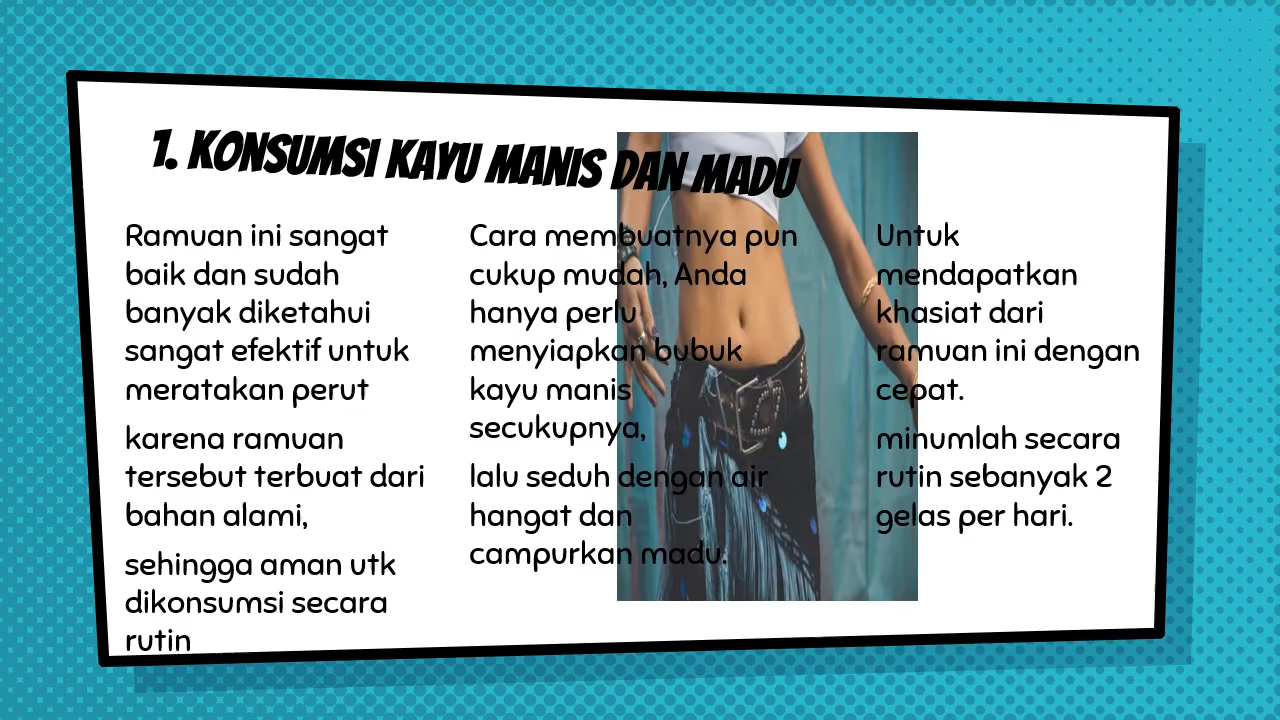 1. KONSUMSI KAYU MANIS DAN MADU
Ramuan ini sangat
baik dan sudah
banyak diketahui
sangat efektif untuk
meratakan perut
karena ramuan
tersebut terbuat dari
bahan alami,
sehingga aman utk
dikonsumsi secara
rutin
Cara membuatnya pun
cukup mudah, Anda
hanya perlu
menyiapkan bubuk
kayu manis
secukupnya,
lalu seduh dengan air
hangat dan
campurkan madu.
Untuk
mendapatkan
khasiat dari
ramuan ini dengan
cepat.
minumlah secara
rutin sebanyak 2
gelas per hari.